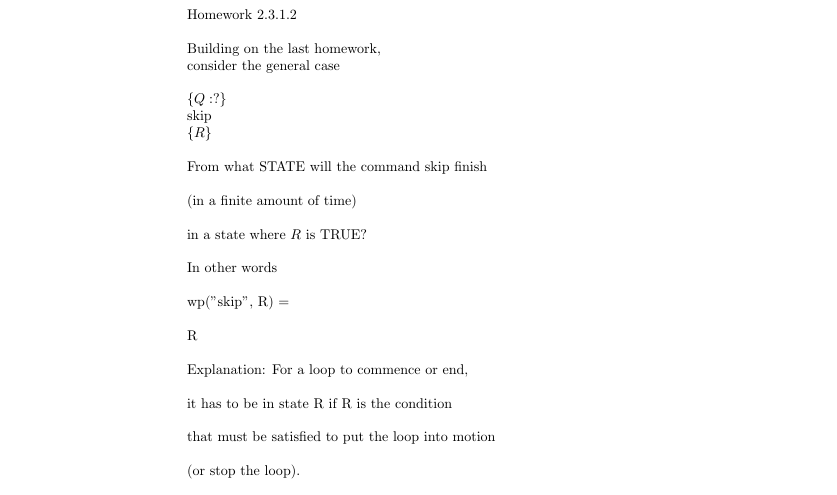 Homework 2.3.1.2
Building on the last homework,
consider the general case
{Q :?}
skip
{R}
From what STATE will the command skip finish
(in a finite amount of time)
in a state where R is TRUE?
In other words
wp("skip", R) =
R
Explanation: For a loop to commence or end,
it has to be in state R if R is the condition
that must be satisfied to put the loop into motion
(or stop the loop).